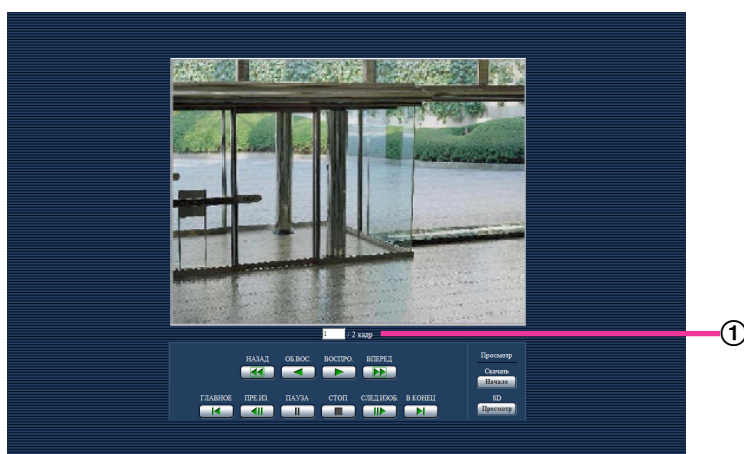 1 / 2 кадр
①
НАЗАД ОБ.ВОС. ВОСПРО. ВПЕРЕД
Просмотр
Скачать
Начало
ГЛАВНОЕ ПРЕ.ИЗ. ПАУЗА СТОП СЛЕД.ИЗОБ. В КОНЕЦ
SD
Просмотр